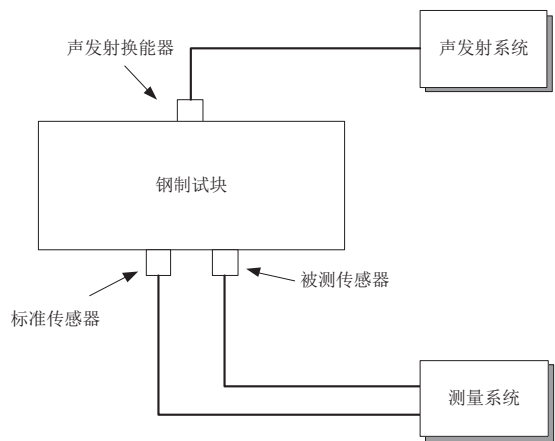 声发射换能器
声发射系统
钢制试块
被测传感器
标准传感器
测量系统